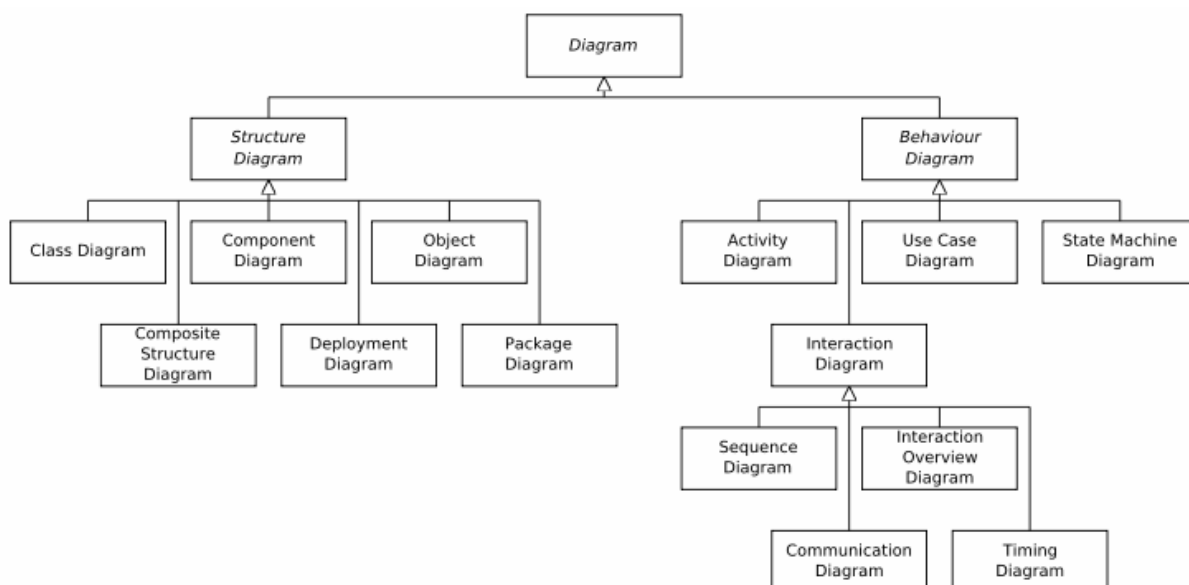 Diagram
Structure
Diagram
Behaviour
Diagram
Class Diagram
Component
Diagram
Object
Diagram
Activity
Diagram
Use Case
Diagram
State Machine
Diagram
Composite
Structure
Diagram
Deployment
Diagram
Package
Diagram
Interaction
Diagram
Sequence
Diagram
Interaction
Overview
Diagram
Communication
Diagram
Timing
Diagram